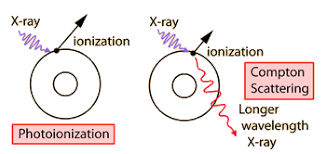 X-ray
ionization
Photoionization
X-ray
ionization
Compton
Scattering
Longer
wavelength
X-ray